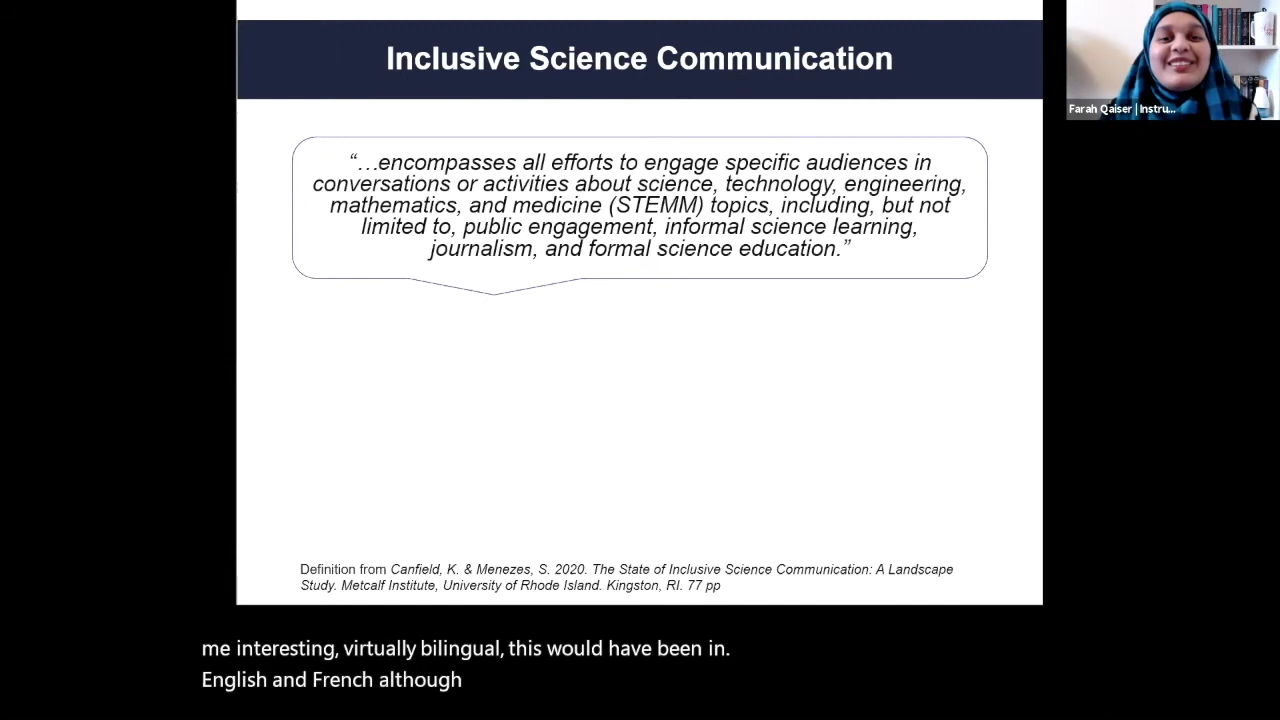 Inclusive Science Communication
“…encompasses all efforts to engage specific audiences in
conversations or activities about science, technology, engineering,
mathematics, and medicine (STEMM) topics, including, but not
limited to, public engagement, informal science learning,
journalism, and formal science education.”
Farah Qaiser | Instru...
Definition from Canfield, K. & Menezes, S. 2020. The State of Inclusive Science Communication: A Landscape
Study. Metcalf Institute, University of Rhode Island. Kingston, RI. 77 pp
me interesting, virtually bilingual, this would have been in.
English and French although